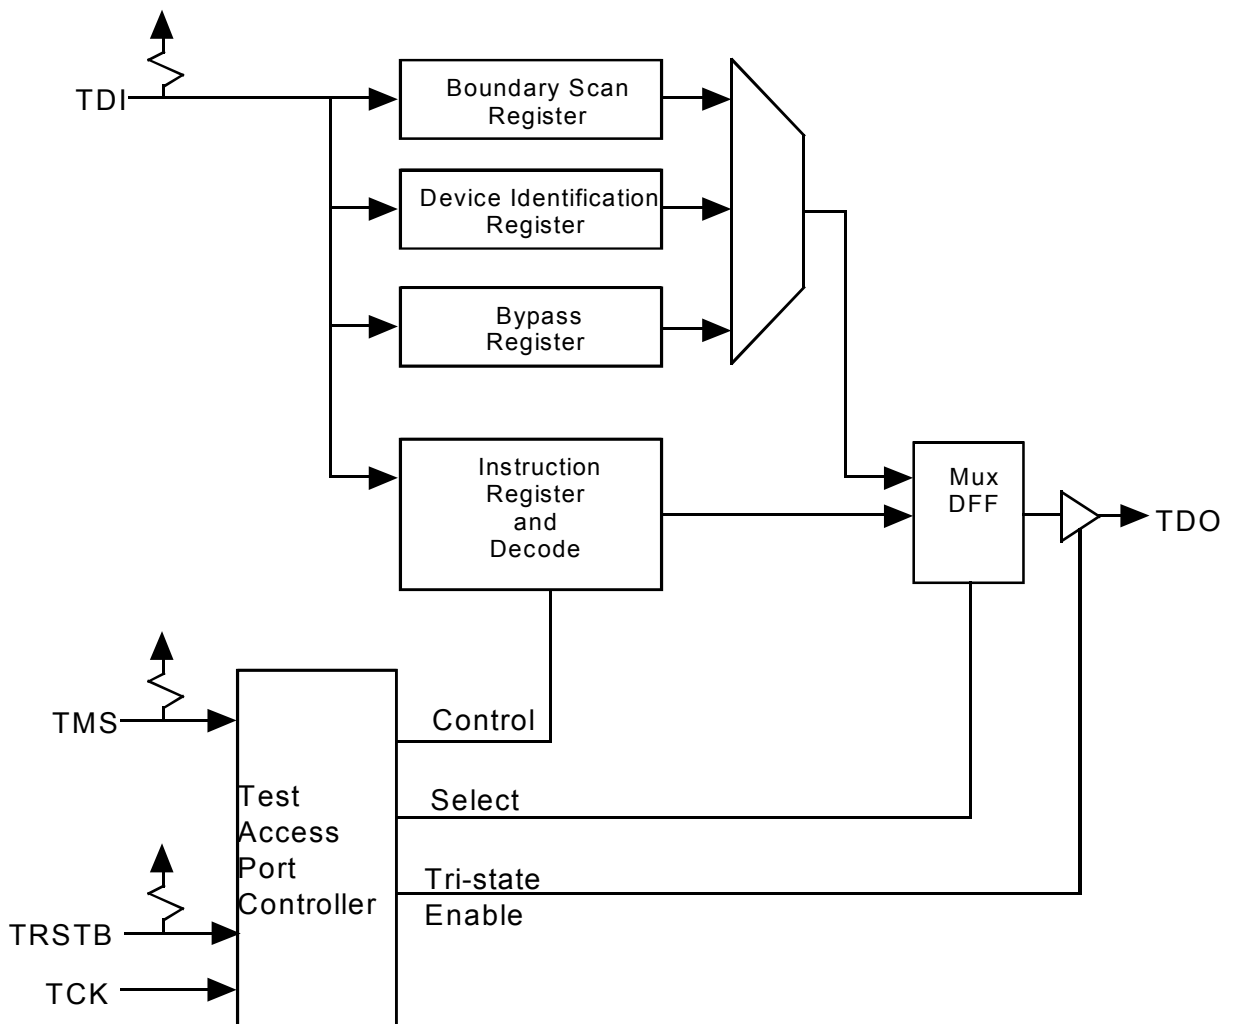 TDI
Boundary Scan
Register
Device Identification
Register
Bypass
Register
Instruction
Register
and
Decode
Mux
DFF
TDO
TMS
Control
Select
Test
Access
Port
Controller
Tri-state
Enable
TRSTB
TCK